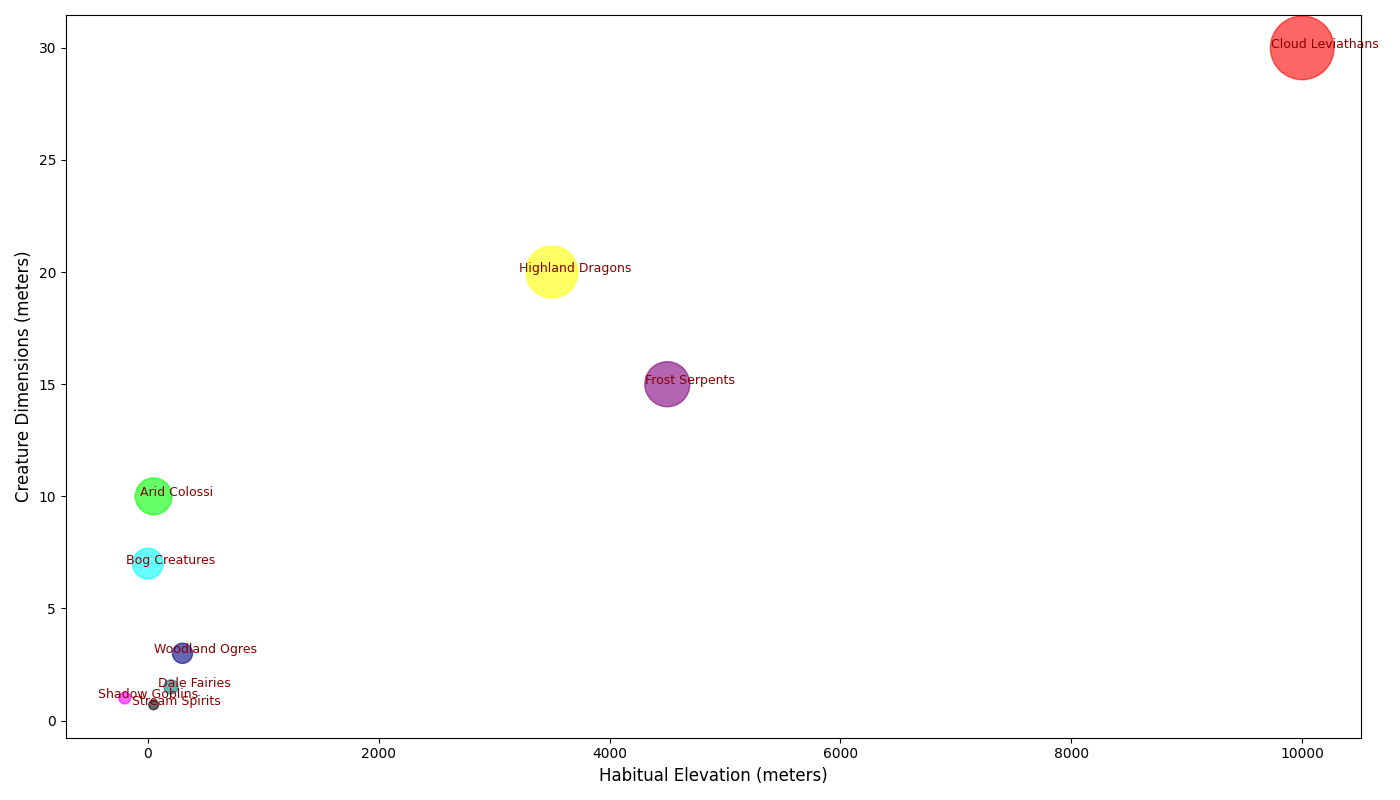 30
Cloud Leviathans
25
20
Highland Dragons
15
Frost Serpents
10
Arid Colossi
Bog Creatures
5
Woodland Ogres
Dale Fairies
Shadow Goblins
Stream Spirits
0
0 2000 4000 6000 8000 10000
Habitual Elevation (meters)
Creature Dimensions (meters)